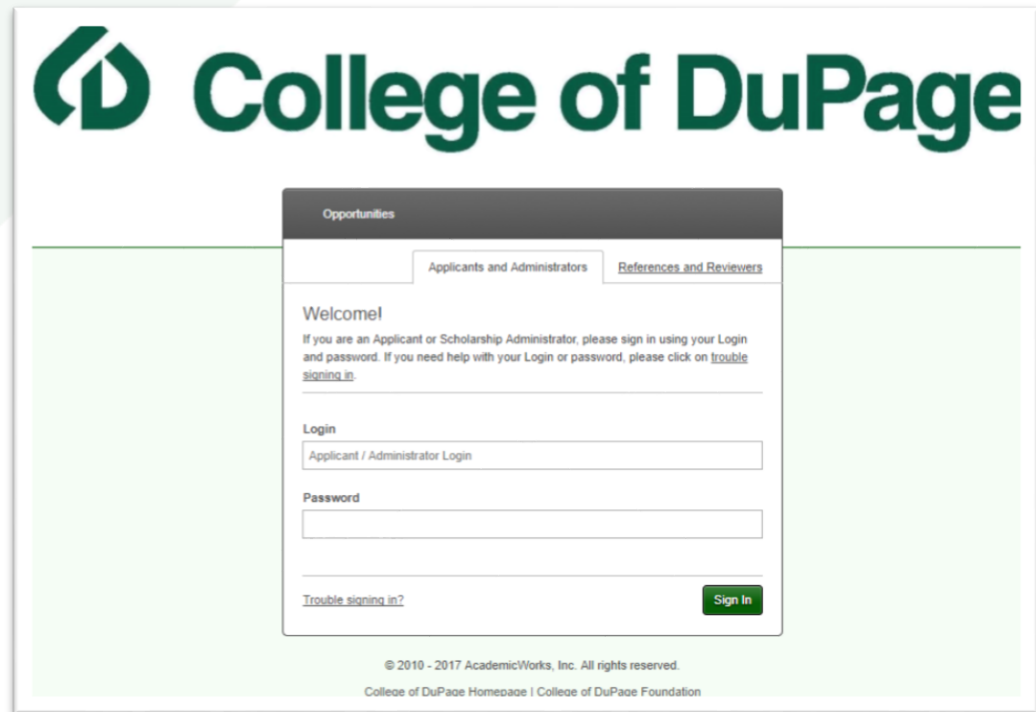 College of DuPage
Opportunities
Applicants and Administrators References and Reviewers
Welcome!
If you are an Applicant or Scholarship Administrator, please sign in using your Login
and password. If you need help with your Login or password, please click on trouble
signing in.
Login
Applicant / Administrator Login
Password
Trouble signing in? Sign In
© 2010 - 2017 AcademicWorks, Inc. All rights reserved.
College of DuPage Homepage | College of DuPage Foundation